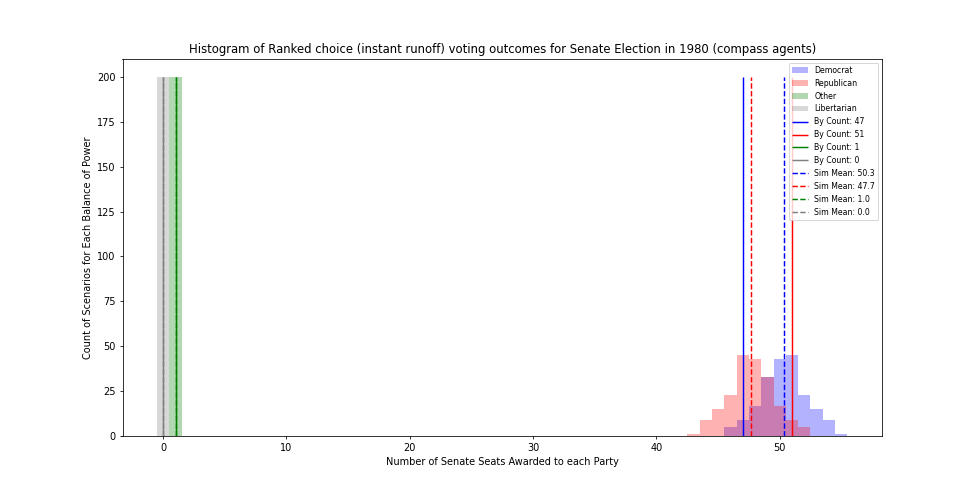 Histogram of Ranked choice (instant runoff) voting outcomes for Senate Election in 1980 (compass agents)
Count of Scenarios for Each Balance of Power
200
175
150
125
100
75
50
25
0
Democrat
Republican
Other
Libertarian
By Count: 47
By Count: 51
By Count: 1
By Count: 0
Sim Mean: 50.3
Sim Mean: 47.7
Sim Mean: 1.0
Sim Mean: 0.0
0 10 20 30 40 50
Number of Senate Seats Awarded to each Party